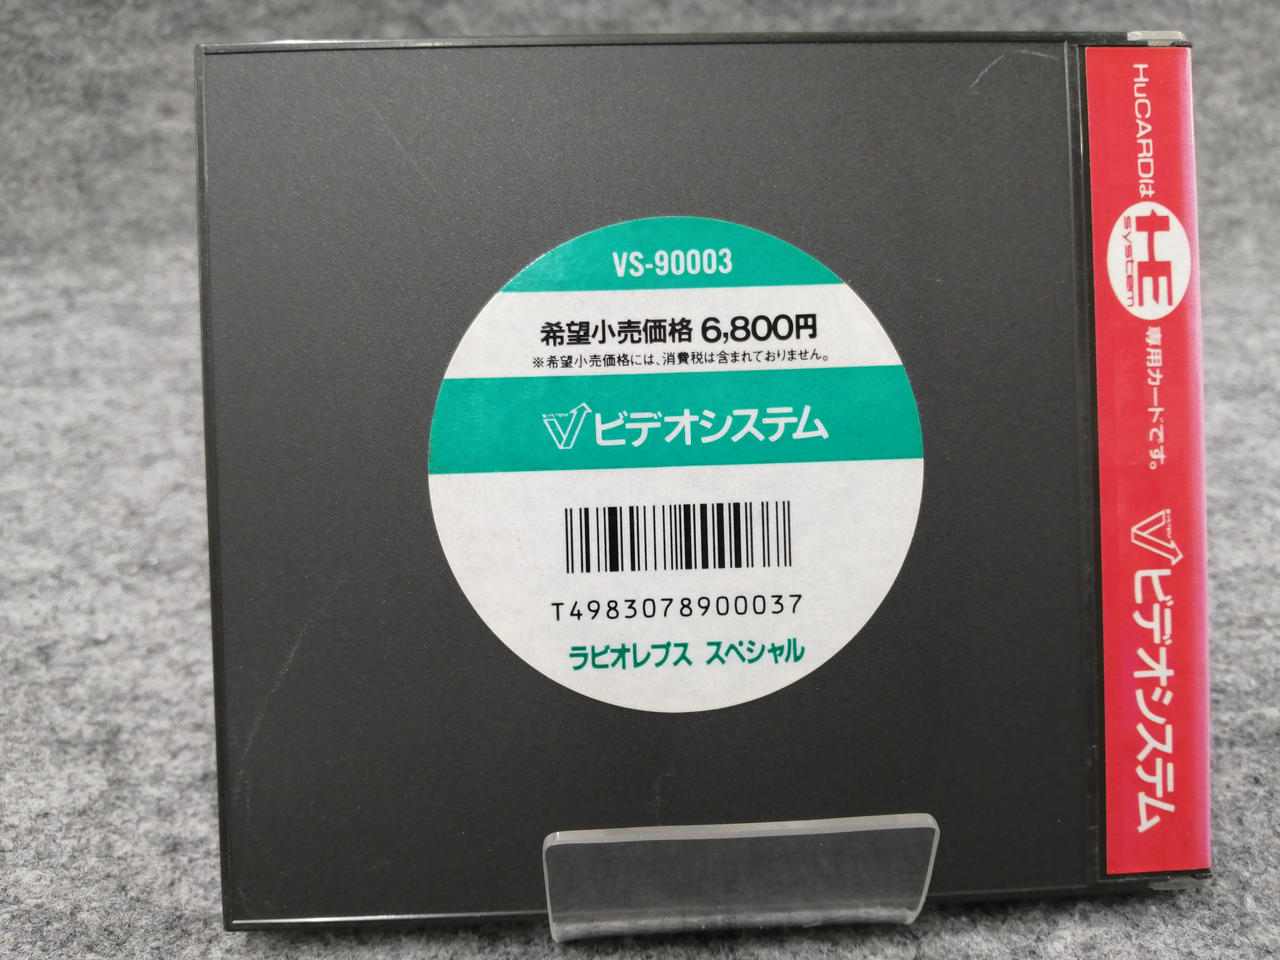 VS-90003
希望小売価格 6,800円
※希望小売価格には、消費税は含まれておりません。
ビデオシステム
T4983078900037
ラビオレプス スペシャル
HuCARDは
HE
system
専用カードです。
ビデオシステム